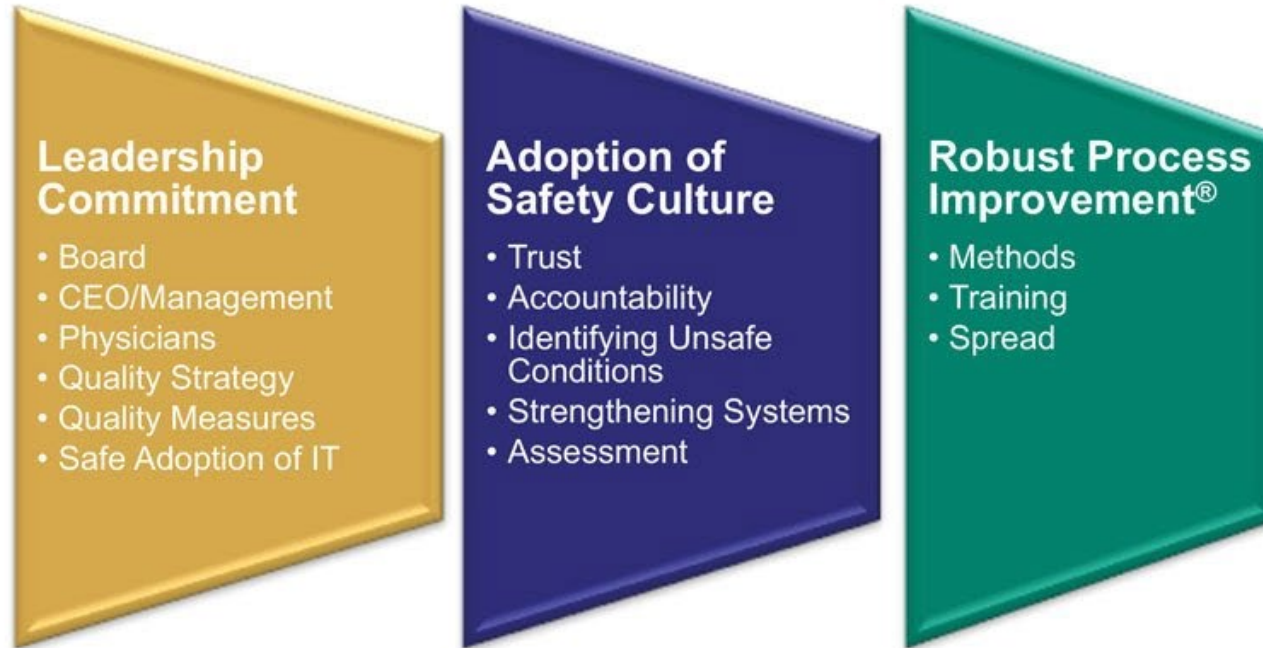 Leadership
Commitment
• Board
• CEO/Management
• Physicians
• Quality Strategy
• Quality Measures
• Safe Adoption of IT
Adoption of
Safety Culture
• Trust
• Accountability
• Identifying Unsafe
Conditions
• Strengthening Systems
• Assessment
Robust Process
Improvement®
• Methods
• Training
• Spread